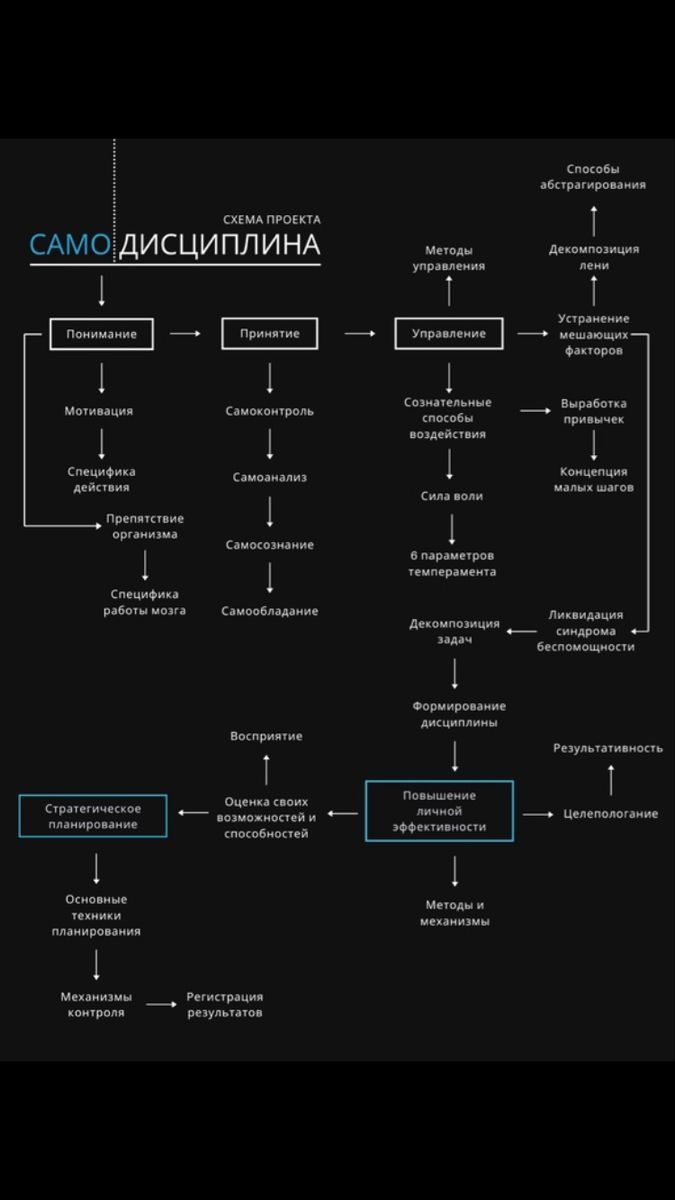 Способы
абстрагирования
СХЕМА ПРОЕКТА
САМОДИСЦИПЛИНА
Методы
управления
Декомпозиция
лени
Понимание
Принятие
Управление
Устранение
мешающих
факторов
Мотивация
Самоконтроль
Сознательные
способы
воздействия
Выработка
привычек
Специфика
действия
Самоанализ
Сила воли
Концепция
малых шагов
Препятствие
организма
Самосознание
6 параметров
темперамента
Специфика
работы мозга
Самообладание
Декомпозиция
задач
Ликвидация
синдрома
беспомощности
Формирование
дисциплины
Восприятие
Результативность
Стратегическое
планирование
Оценка своих
возможностей и
способностей
Повышение
личной
эффективности
Целепологание
Основные
техники
планирования
Методы и
механизмы
Механизмы
контроля
Регистрация
результатов